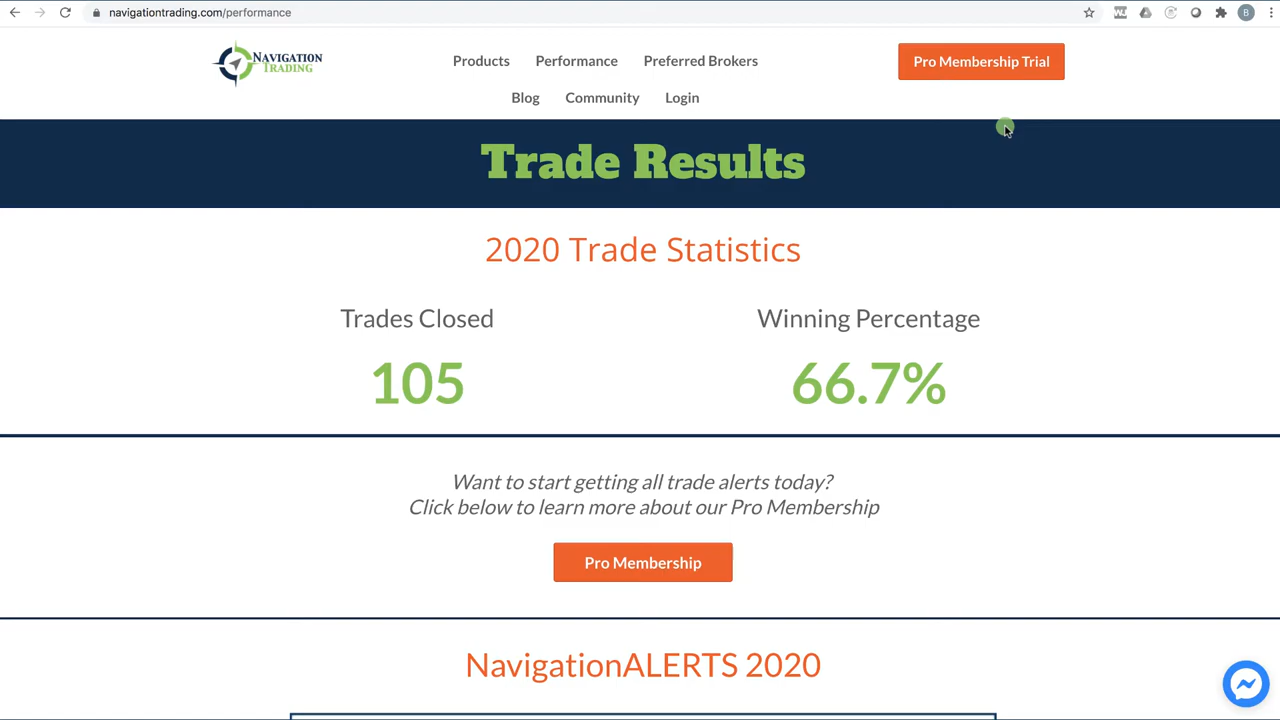 navigationtrading.com/performance
B
NAVIGATION
TRADING
Products Performance Preferred Brokers
Pro Membership Trial
Blog Community Login
Trade Results
2020 Trade Statistics
Trades Closed Winning Percentage
105 66.7%
Want to start getting all trade alerts today?
Click below to learn more about our Pro Membership
Pro Membership
NavigationALERTS 2020